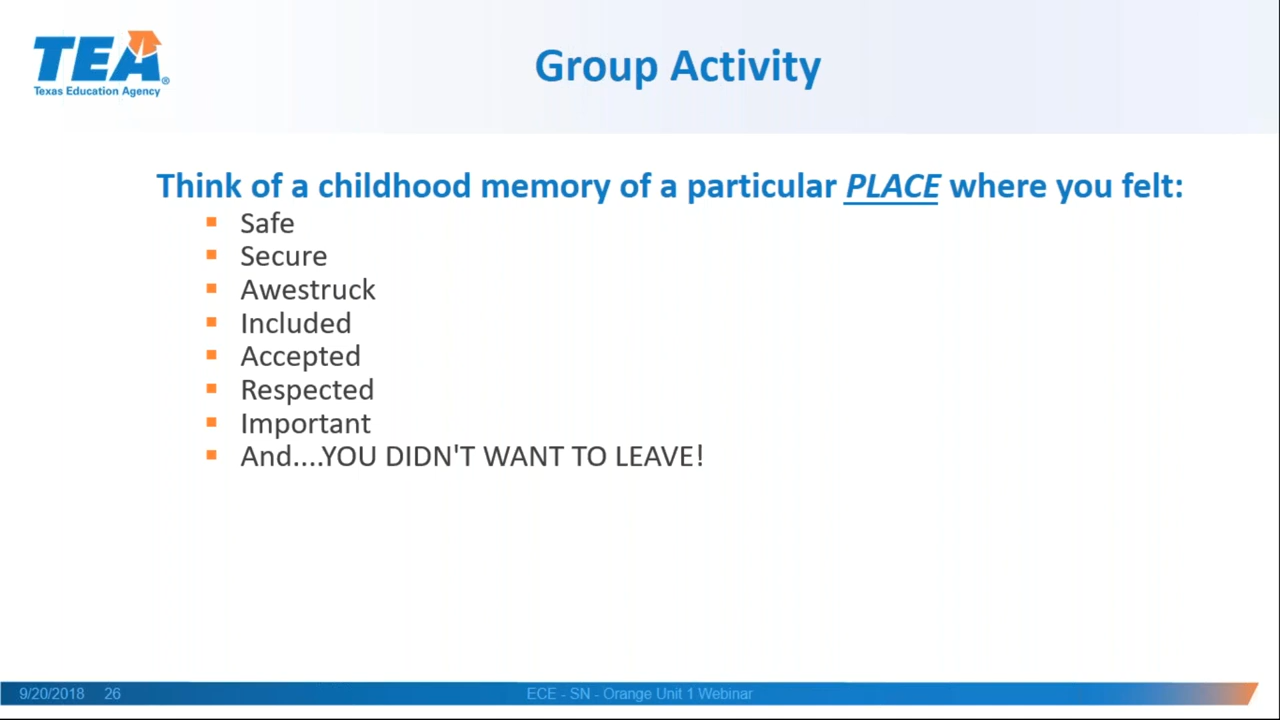 TEA®
Texas Education Agency
Group Activity
Think of a childhood memory of a particular PLACE where you felt:
Safe
Secure
Awestruck
Included
Accepted
Respected
Important
And....YOU DIDN'T WANT TO LEAVE!
9/20/2018 26 ECE - SN - Orange Unit 1 Webinar